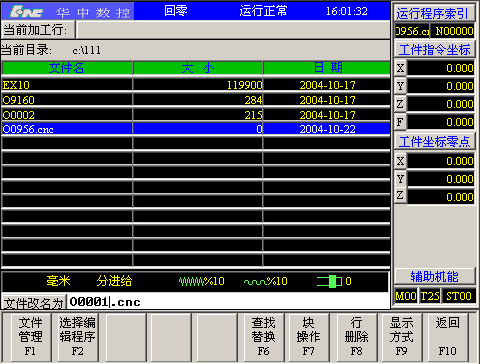 HNC 华中数控 回零 运行正常 16:01:32
运行程序索引
O956.cn N00000
当前加工行:
当前目录: c:\111
文件名 大 小 日 期
EX10 119900 2004-10-17
O9160 284 2004-10-17
O0002 215 2004-10-17
O0956.cnc 0 2004-10-22
工件指令坐标
X 0.000
Y 0.000
Z 0.000
F 0.000
工件坐标零点
X 0.000
Y 0.000
Z 0.000
辅助机能
M00 T25 ST00
毫米 分进给 %10 %10 0
文件改名为 O0001.cnc
文件管理 F1
选择编辑程序 F2
查找替换 F6
块操作 F7
行删除 F8
显示方式 F9
返回 F10